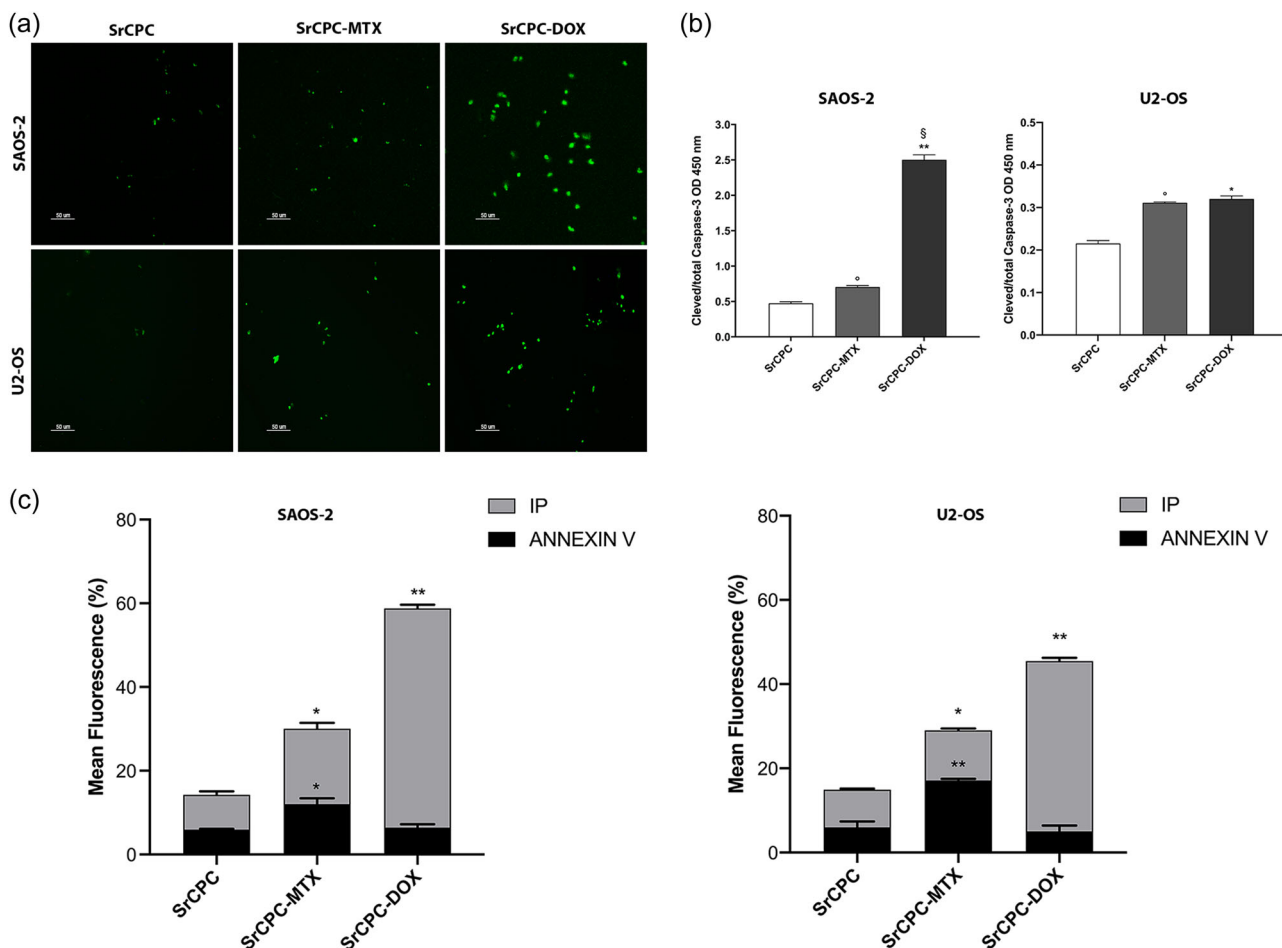 (a)
SrCPC
SrCPC-MTX
SrCPC-DOX
SAOS-2
50 um
50 um
50 um
U2-OS
50 um
50 um
50 um
(b)
SAOS-2
Cleved/total Caspase-3 OD 450 nm
3.0
2.5
2.0
1.5
1.0
0.5
0.0
°
§
**
SrCPC
SrCPC-MTX
SrCPC-DOX
U2-OS
Cleved/total Caspase-3 OD 450 nm
0.5
0.4
0.3
0.2
0.1
0.0
°
*
SrCPC
SrCPC-MTX
SrCPC-DOX
(c)
SAOS-2
IP
ANNEXIN V
Mean Fluorescence (%)
80
60
40
20
0
*
*
**
SrCPC
SrCPC-MTX
SrCPC-DOX
U2-OS
IP
ANNEXIN V
Mean Fluorescence (%)
80
60
40
20
0
*
**
**
SrCPC
SrCPC-MTX
SrCPC-DOX